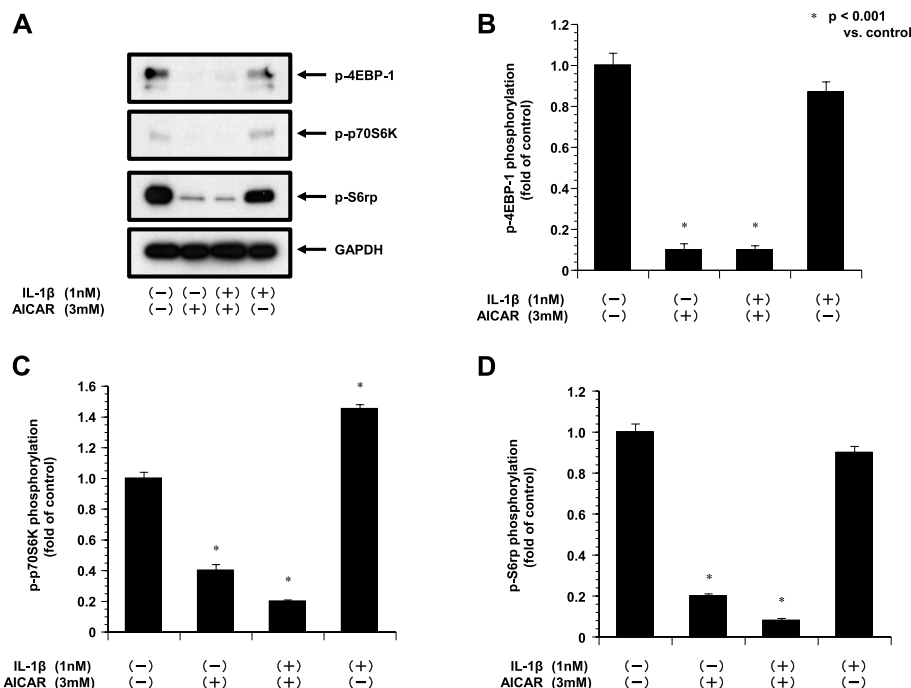 A
p-4EBP-1
p-p70S6K
p-S6rp
GAPDH
IL-1β (1nM) (−) (−) (+) (+)
AICAR (3mM) (−) (+) (+) (−)
B
* p < 0.001
vs. control
p-4EBP-1 phosphorylation
(fold of control)
1.2
1.0
0.8
0.6
0.4
0.2
0
* *
IL-1β (1nM) (−) (−) (+) (+)
AICAR (3mM) (−) (+) (+) (−)
C
p-p70S6K phosphorylation
(fold of control)
1.6
1.4
1.2
1.0
0.8
0.6
0.4
0.2
0
* * *
IL-1β (1nM) (−) (−) (+) (+)
AICAR (3mM) (−) (+) (+) (−)
D
p-S6rp phosphorylation
(fold of control)
1.2
1.0
0.8
0.6
0.4
0.2
0
* *
IL-1β (1nM) (−) (−) (+) (+)
AICAR (3mM) (−) (+) (+) (−)